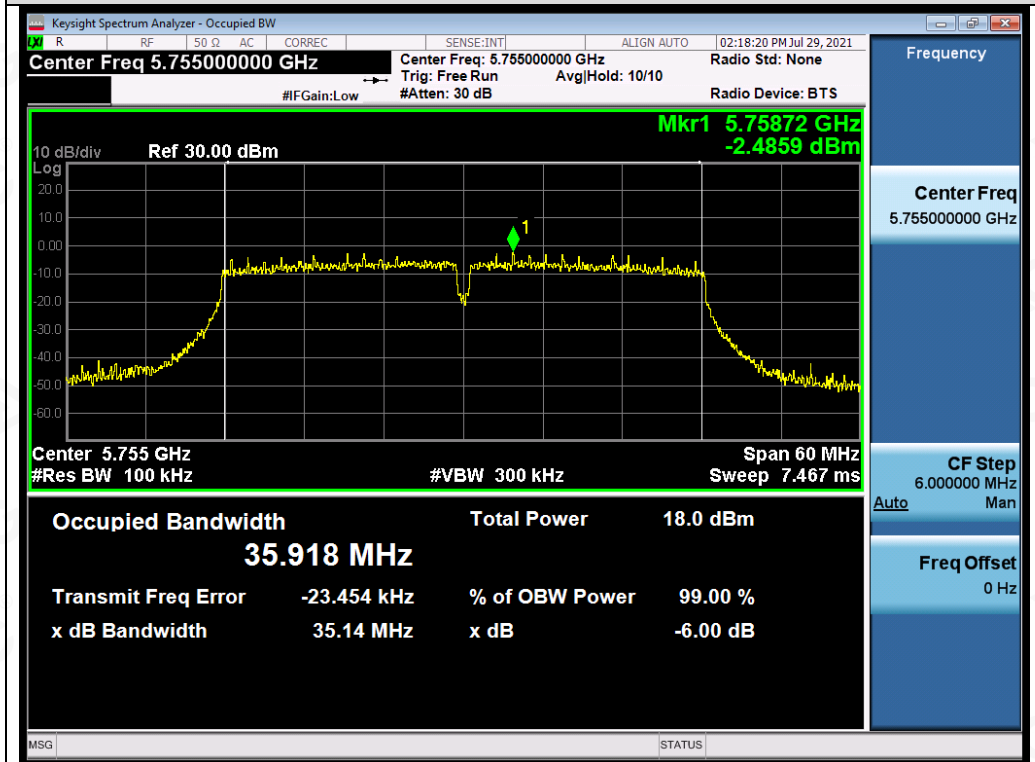 Keysight Spectrum Analyzer - Occupied BW
LXI R RF 50 Ω AC CORREC SENSE:INT ALIGN AUTO 02:18:20 PM Jul 29, 2021
Center Freq 5.755000000 GHz
Center Freq: 5.755000000 GHz
Radio Std: None
Trig: Free Run Avg|Hold: 10/10
#IFGain:Low #Atten: 30 dB Radio Device: BTS
Mkr1 5.75872 GHz
-2.4859 dBm
10 dB/div Ref 30.00 dBm
Log
20.0
10.0
0.00
-10.0
-20.0
-30.0
-40.0
-50.0
-60.0
1
Center 5.755 GHz Span 60 MHz
#Res BW 100 kHz #VBW 300 kHz Sweep 7.467 ms
Occupied Bandwidth Total Power 18.0 dBm
35.918 MHz
Transmit Freq Error -23.454 kHz % of OBW Power 99.00 %
x dB Bandwidth 35.14 MHz x dB -6.00 dB
Frequency
Center Freq
5.755000000 GHz
CF Step
6.000000 MHz
Auto Man
Freq Offset
0 Hz
MSG STATUS